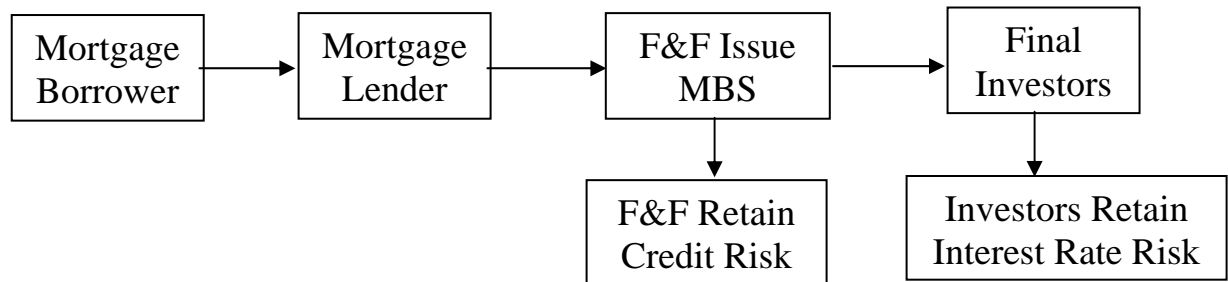 Mortgage
Borrower
Mortgage
Lender
F&F Issue
MBS
Final
Investors
F&F Retain
Credit Risk
Investors Retain
Interest Rate Risk